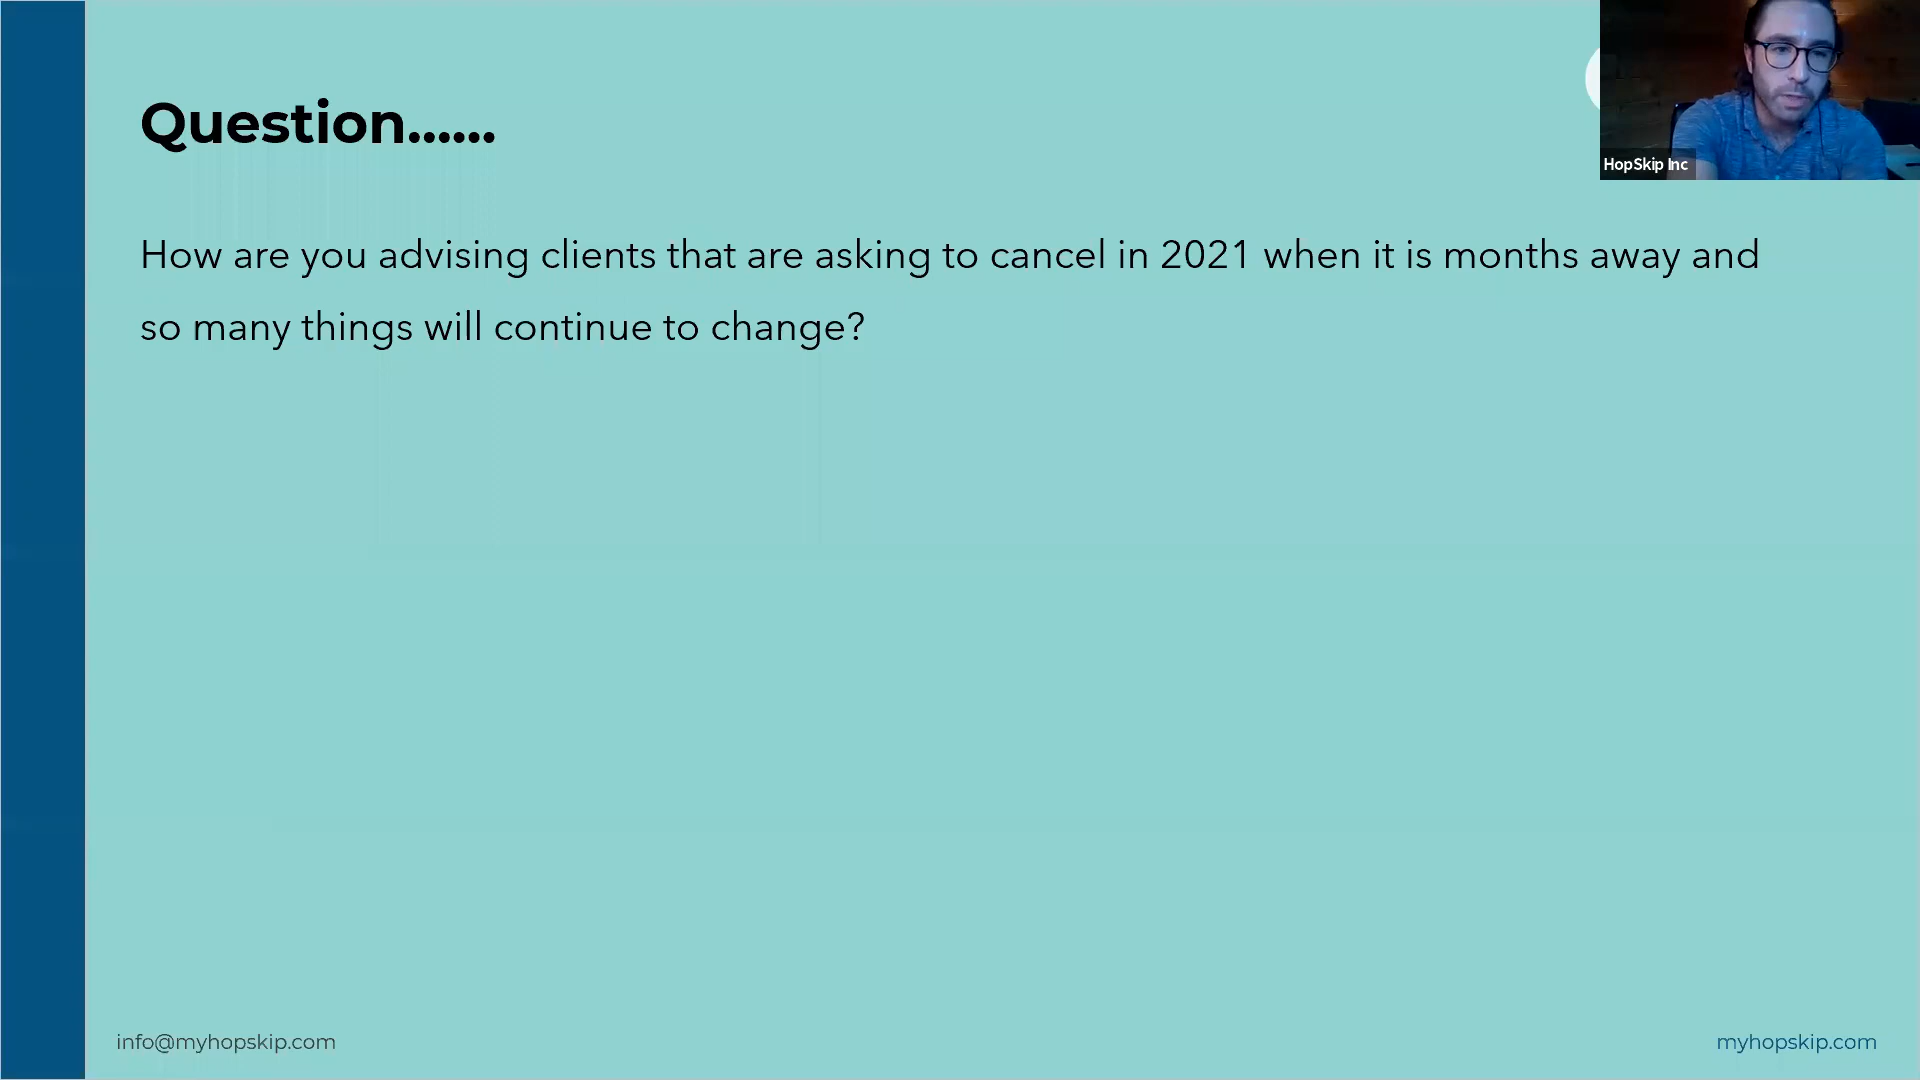 Question......
HopSkip Inc
How are you advising clients that are asking to cancel in 2021 when it is months away and
so many things will continue to change?
info@myhopskip.com
myhopskip.com